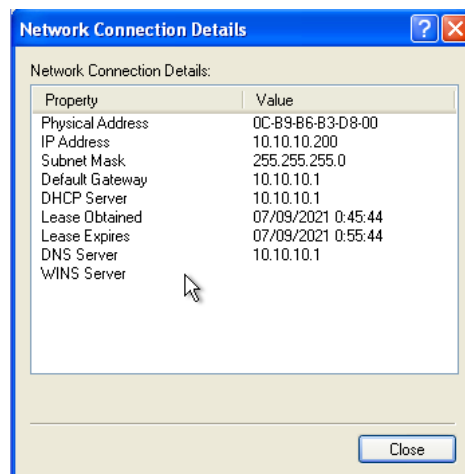 Network Connection Details
Network Connection Details:
Property Value
Physical Address 0C-B9-B6-B3-D8-00
IP Address 10.10.10.200
Subnet Mask 255.255.255.0
Default Gateway 10.10.10.1
DHCP Server 10.10.10.1
Lease Obtained 07/09/2021 0:45:44
Lease Expires 07/09/2021 0:55:44
DNS Server 10.10.10.1
WINS Server
Close